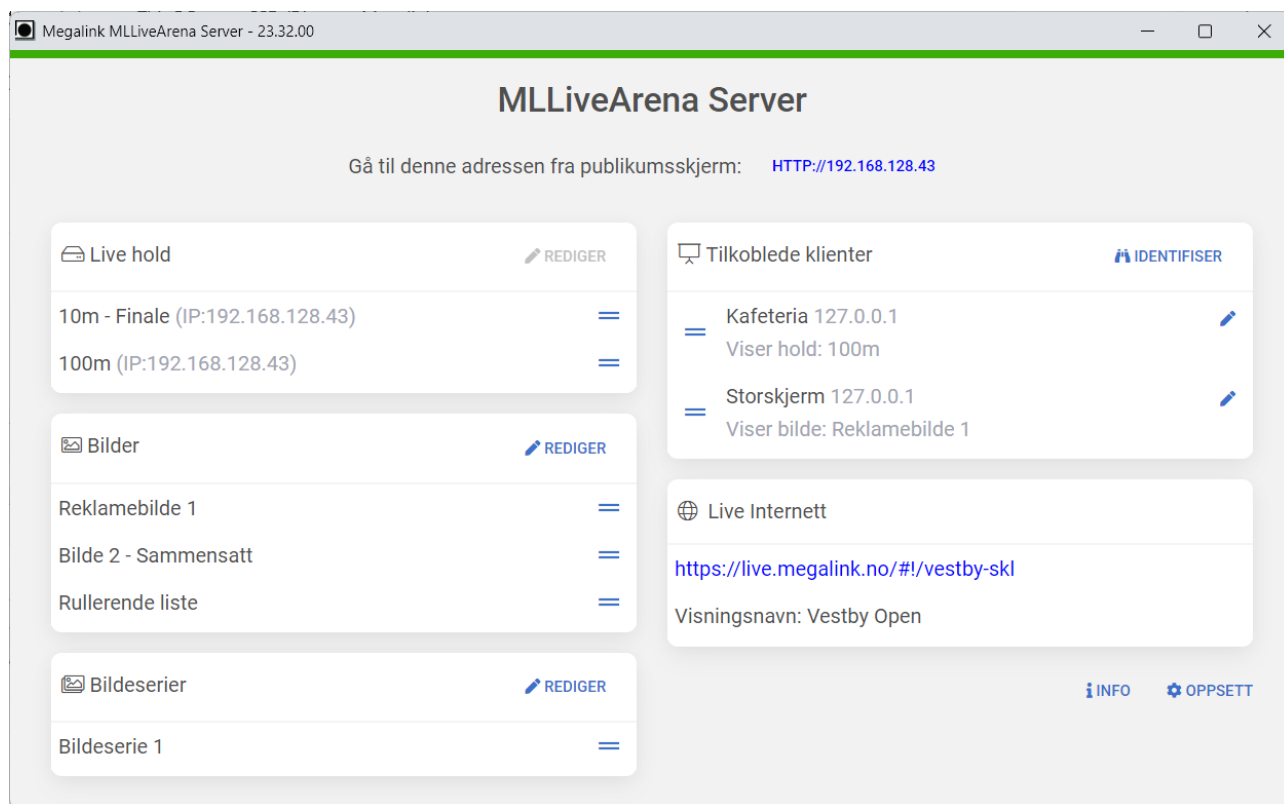 Megalink MLLiveArena Server - 23.32.00
MLLiveArena Server
Gå til denne adressen fra publikumsskjerm: HTTP://192.168.128.43
Live hold REDIGER
10m - Finale (IP:192.168.128.43)
100m (IP:192.168.128.43)
Bilder REDIGER
Reklamebilde 1
Bilde 2 - Sammensatt
Rullerende liste
Bildeserier REDIGER
Bildeserie 1
Tilkoblede klienter IDENTIFISER
Kafeteria 127.0.0.1
Viser hold: 100m
Storskjerm 127.0.0.1
Viser bilde: Reklamebilde 1
Live Internett
https://live.megalink.no/#!/vestby-skl
Visningsnavn: Vestby Open
INFO OPPSETT